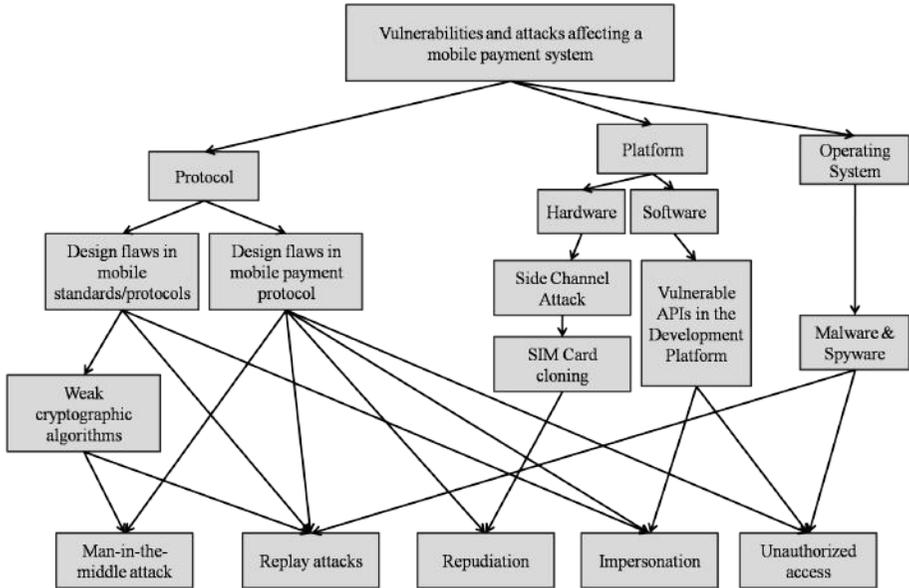 Vulnerabilities and attacks affecting a
mobile payment system
Protocol
Platform
Operating
System
Hardware
Software
Design flaws in
mobile
standards/protocols
Design flaws in
mobile payment
protocol
Side Channel
Attack
Vulnerable
APIs in the
Development
Platform
Malware &
Spyware
SIM Card
cloning
Weak
cryptographic
algorithms
Man-in-the-
middle attack
Replay attacks
Repudiation
Impersonation
Unauthorized
access